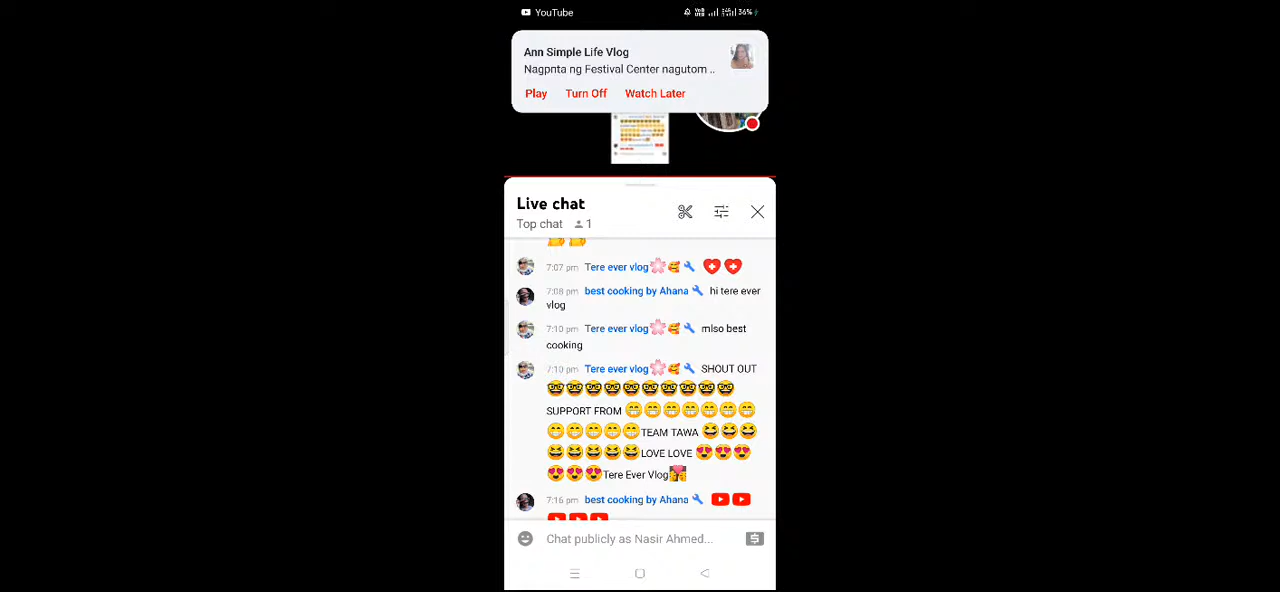 YouTube
36%
Ann Simple Life Vlog
Nagpnta ng Festival Center nagutom ..
Play Turn Off Watch Later
Live chat
Top chat 1
7:07 pm Tere ever vlog🌸🥰🔧 
7:08 pm best cooking by Ahana 🔧 hi tere ever
vlog
7:10 pm Tere ever vlog🌸🥰🔧 mlso best
cooking
7:10 pm Tere ever vlog🌸🥰🔧 SHOUT OUT
🤓🤓🤓🤓🤓🤓🤓🤓🤓🤓
SUPPORT FROM 😁😁😁😁😁😁😁
😁😁😁😁😁TEAM TAWA 😆😆😆
😆😆😆😆😆LOVE LOVE 😍😍😍
😍😍😍Tere Ever Vlog💏
7:16 pm best cooking by Ahana 🔧
Chat publicly as Nasir Ahmed...